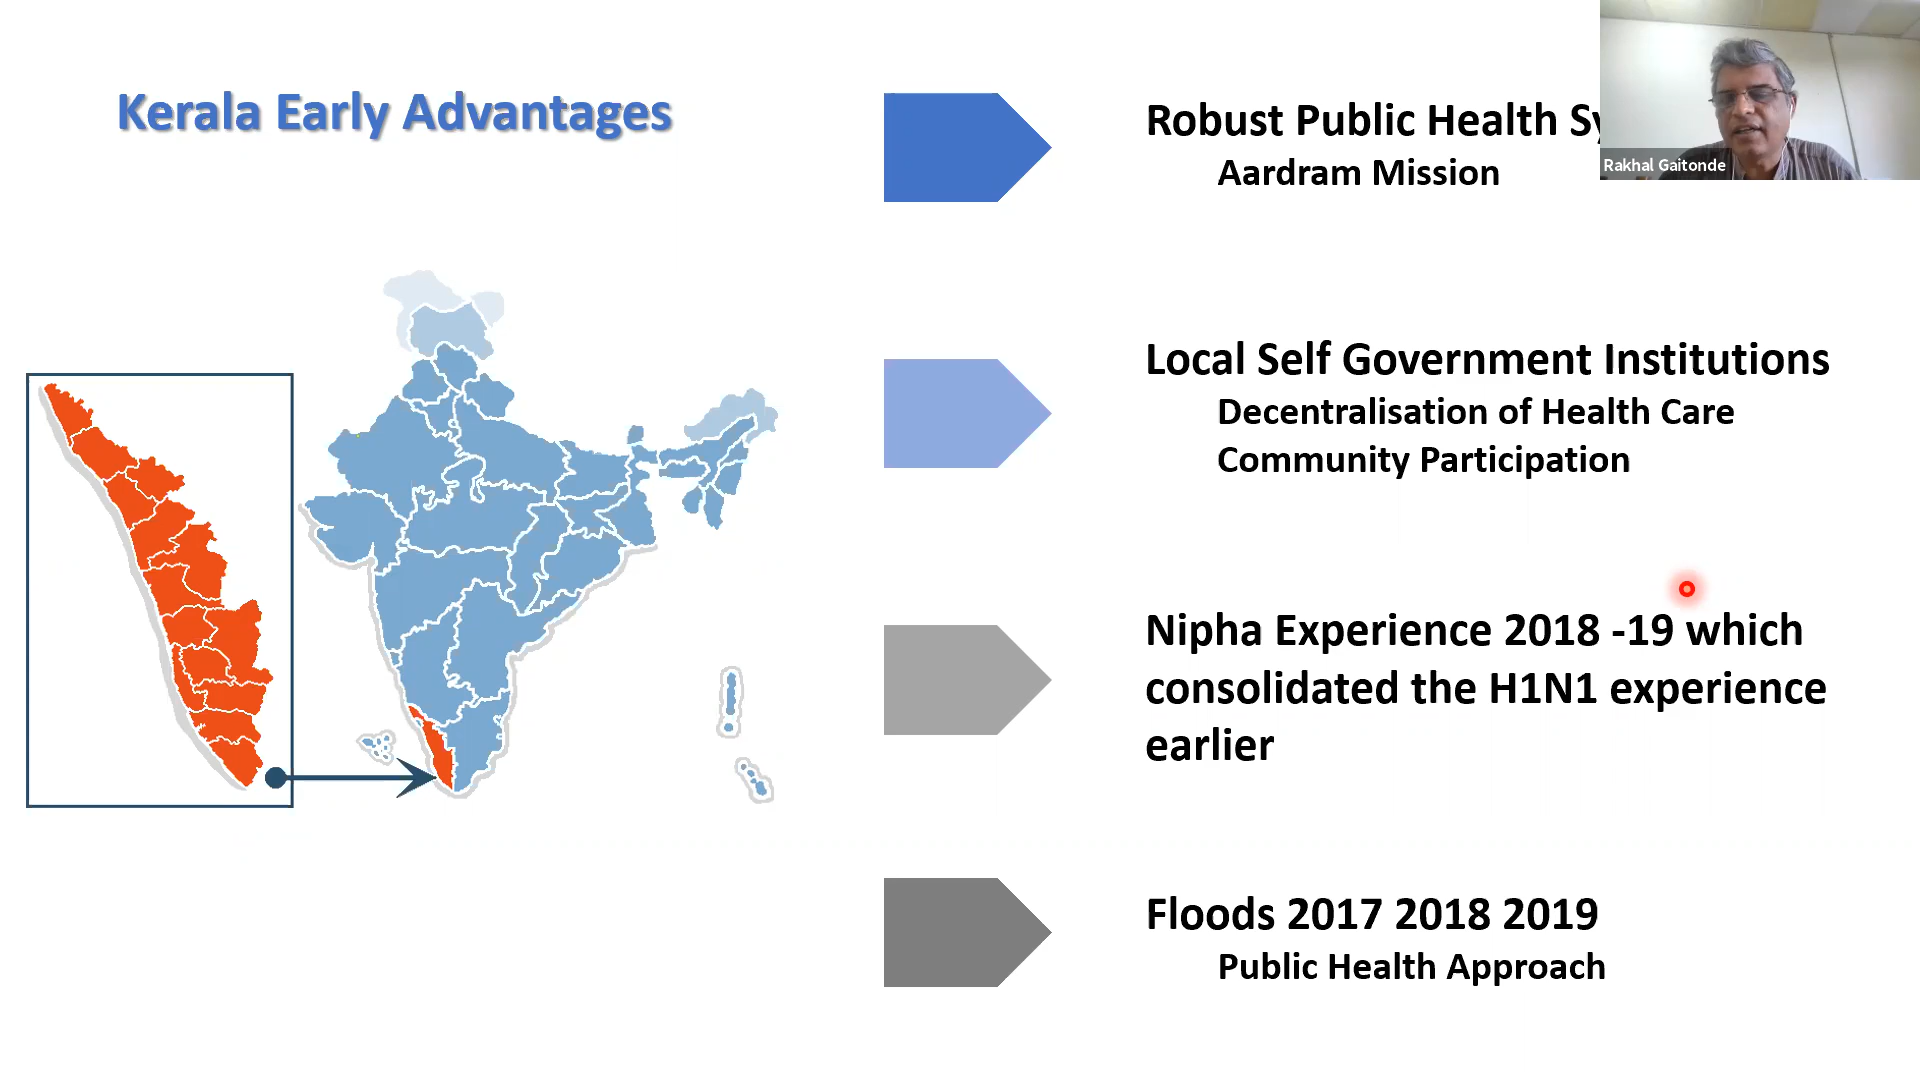 Kerala Early Advantages
Robust Public Health
Aardram Mission
Rakhal Gaitonde
Local Self Government Institutions
Decentralisation of Health Care
Community Participation
Nipha Experience 2018 -19 which
consolidated the H1N1 experience
earlier
Floods 2017 2018 2019
Public Health Approach